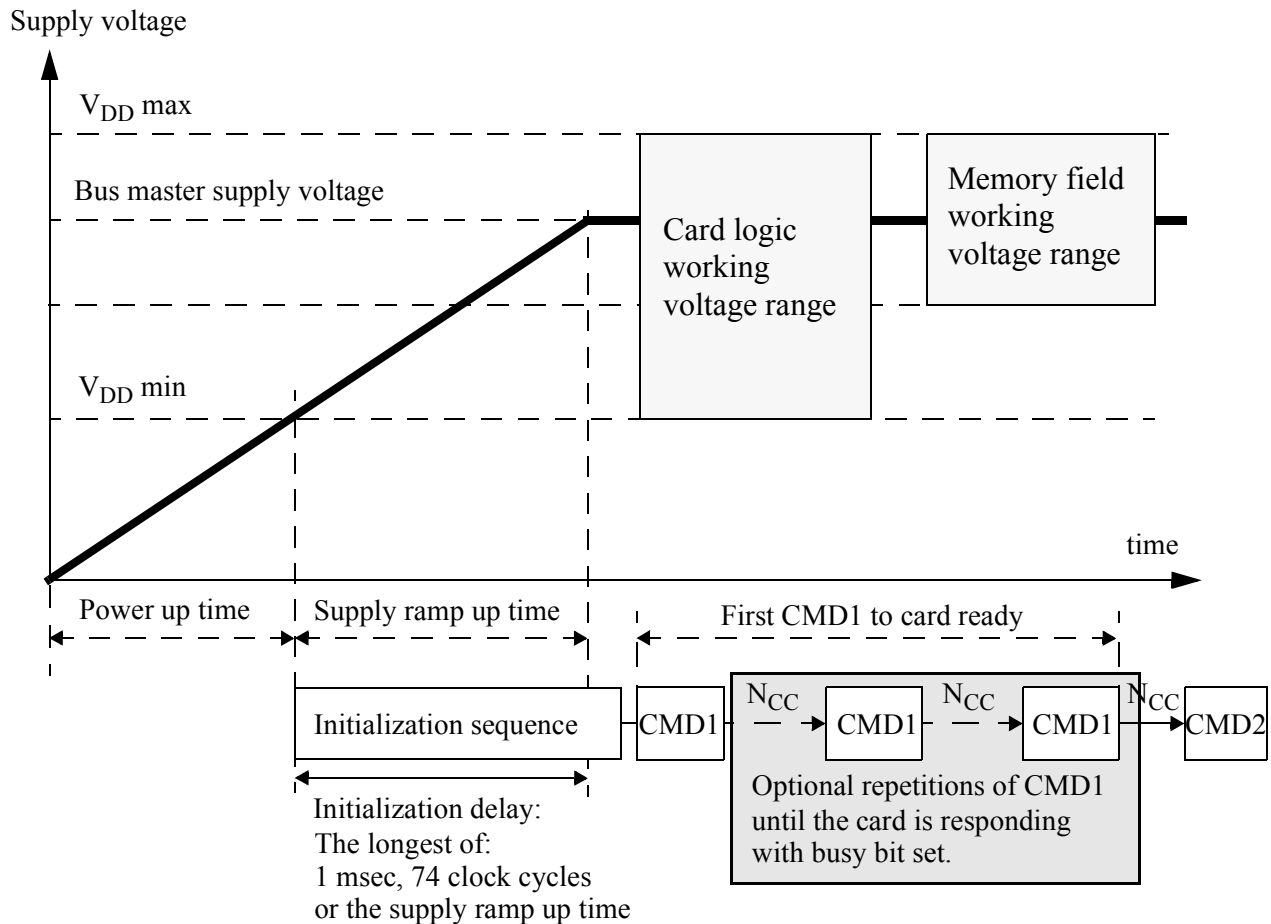 Supply voltage
V_DD max
Bus master supply voltage
Card logic
working
voltage range
Memory field
working
voltage range
V_DD min
time
Power up time
Supply ramp up time
First CMD1 to card ready
Initialization sequence
CMD1
N_CC
CMD1
N_CC
CMD1
N_CC
CMD2
Optional repetitions of CMD1
until the card is responding
with busy bit set.
Initialization delay:
The longest of:
1 msec, 74 clock cycles
or the supply ramp up time